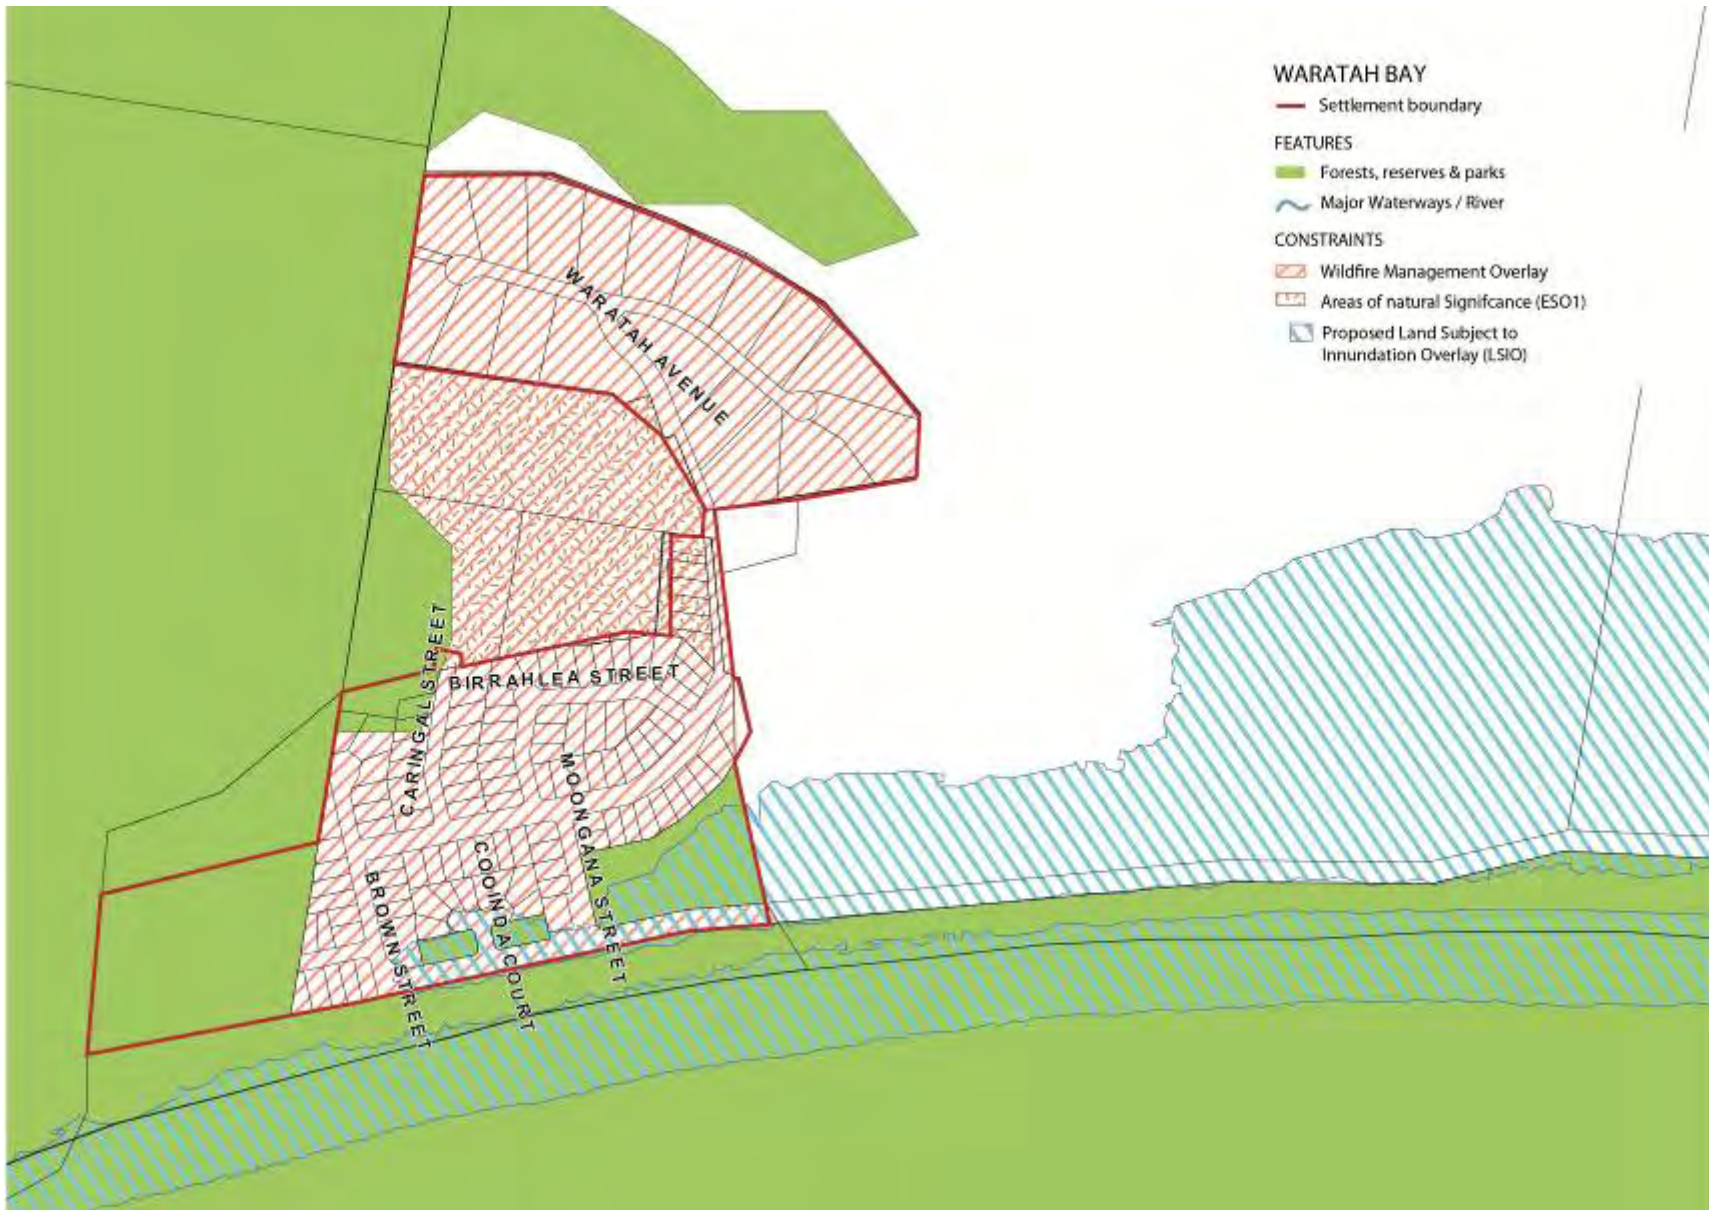 WARATAH BAY
Settlement boundary
FEATURES
Forests, reserves & parks
Major Waterways / River
CONSTRAINTS
Wildfire Management Overlay
Areas of natural Signifcance (ESO1)
Proposed Land Subject to
Innundation Overlay (LSIO)
WARATAH AVENUE
CARINGAL STREET
BIRRAHLEA STREET
MOONGANA STREET
COOINDA COURT
BROWN STREET